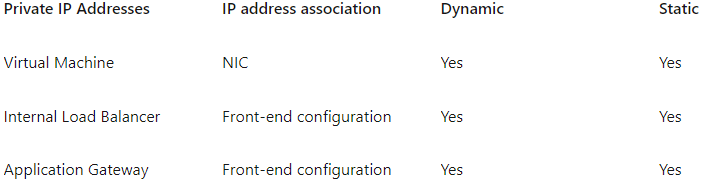 Private IP Addresses IP address association Dynamic Static
Virtual Machine NIC Yes Yes
Internal Load Balancer Front-end configuration Yes Yes
Application Gateway Front-end configuration Yes Yes